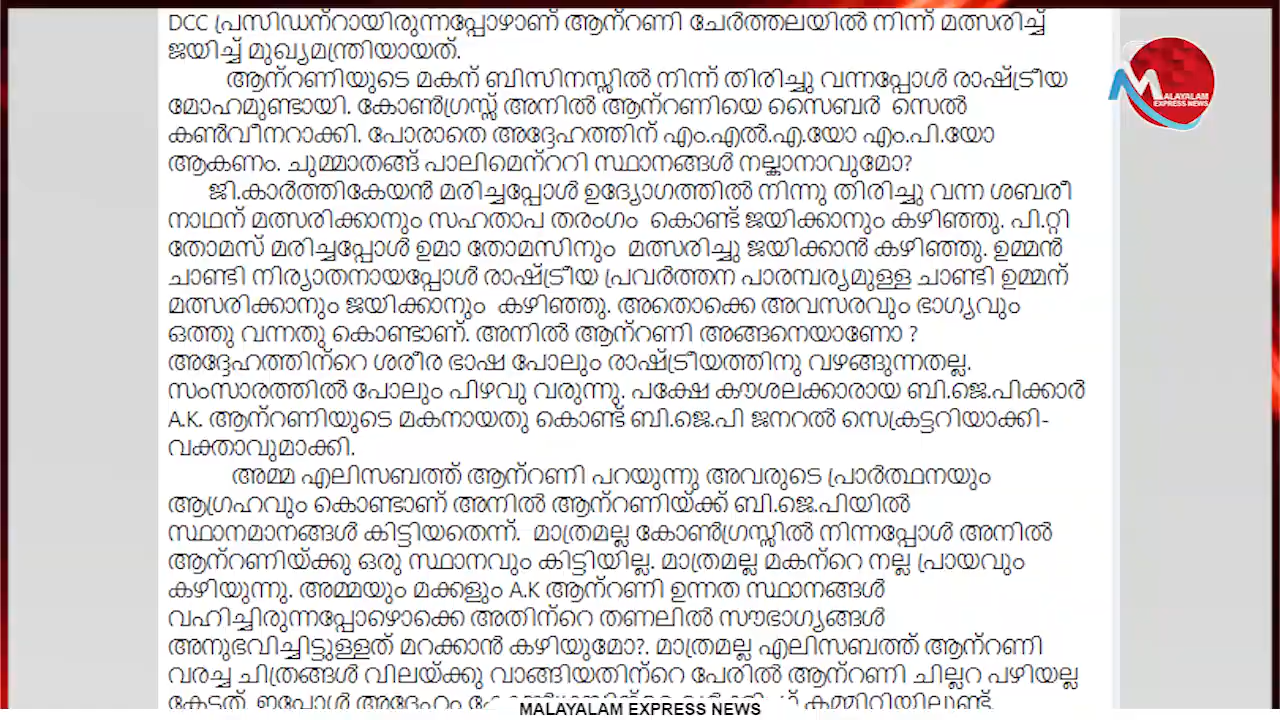 DCC പ്രസിഡന്റായിരുന്നപ്പോഴാണ് ആന്റണി ചേർത്തലയിൽ നിന്ന് മത്സരിച്ച്
ജയിച്ച് മുഖ്യമന്ത്രിയായത്.
ആന്റണിയുടെ മകന് ബിസിനസ്സിൽ നിന്ന് തിരിച്ചു വന്നപ്പോൾ രാഷ്ട്രീയ
മോഹമുണ്ടായി. കോൺഗ്രസ്സ് അനിൽ ആന്റണിയെ സൈബർ സെൽ
കൺവീനറാക്കി. പോരാതെ അദ്ദേഹത്തിന് എം.എൽ.എ.യോ എം.പി.യോ
ആകണം. ചുമ്മാതങ്ങ് പാലിമെന്ററി സ്ഥാനങ്ങൾ നല്കാനാവുമോ?
ജി.കാർത്തികേയൻ മരിച്ചപ്പോൾ ഉദ്യോഗത്തിൽ നിന്നു തിരിച്ചു വന്ന ശബരീ
നാഥന് മത്സരിക്കാനും സഹതാപ തരംഗം കൊണ്ട് ജയിക്കാനും കഴിഞ്ഞു. പി.റ്റി
തോമസ് മരിച്ചപ്പോൾ ഉമാ തോമസിനും മത്സരിച്ചു ജയിക്കാൻ കഴിഞ്ഞു. ഉമ്മൻ
ചാണ്ടി നിര്യാതനായപ്പോൾ രാഷ്ട്രീയ പ്രവർത്തന പാരമ്പര്യമുള്ള ചാണ്ടി ഉമ്മന്
മത്സരിക്കാനും ജയിക്കാനും കഴിഞ്ഞു. അതൊക്കെ അവസരവും ഭാഗ്യവും
ഒത്തു വന്നതു കൊണ്ടാണ്. അനിൽ ആന്റണി അങ്ങനെയാണോ ?
അദ്ദേഹത്തിന്റെ ശരീര ഭാഷ പോലും രാഷ്ട്രീയത്തിനു വഴങ്ങുന്നതല്ല.
സംസാരത്തിൽ പോലും പിഴവു വരുന്നു. പക്ഷേ കൗശലക്കാരായ ബി.ജെ.പിക്കാർ
A.K. ആന്റണിയുടെ മകനായതു കൊണ്ട് ബി.ജെ.പി ജനറൽ സെക്രട്ടറിയാക്കി-
വക്താവുമാക്കി.
അമ്മ എലിസബത്ത് ആന്റണി പറയുന്നു അവരുടെ പ്രാർത്ഥനയും
ആഗ്രഹവും കൊണ്ടാണ് അനിൽ ആന്റണിയ്ക്ക് ബി.ജെ.പിയിൽ
സ്ഥാനമാനങ്ങൾ കിട്ടിയതെന്ന്. മാത്രമല്ല കോൺഗ്രസ്സിൽ നിന്നപ്പോൾ അനിൽ
ആന്റണിയ്ക്കു ഒരു സ്ഥാനവും കിട്ടിയില്ല. മാത്രമല്ല മകന്റെ നല്ല പ്രായവും
കഴിയുന്നു. അമ്മയും മക്കളും A.K ആന്റണി ഉന്നത സ്ഥാനങ്ങൾ
വഹിച്ചിരുന്നപ്പോഴൊക്കെ അതിന്റെ തണലിൽ സൗഭാഗ്യങ്ങൾ
അനുഭവിച്ചിട്ടുള്ളത് മറക്കാൻ കഴിയുമോ?. മാത്രമല്ല എലിസബത്ത് ആന്റണി
വരച്ച ചിത്രങ്ങൾ വിലയ്ക്കു വാങ്ങിയതിന്റെ പേരിൽ ആന്റണി ചില്ലറ പഴിയല്ല
കേട്ടത്. ഇപ്പോൾ അദ്ദേഹം കമ്മിറ്റിയിലുണ്ട്.
MALAYALAM
EXPRESS NEWS
MALAYALAM EXPRESS NEWS